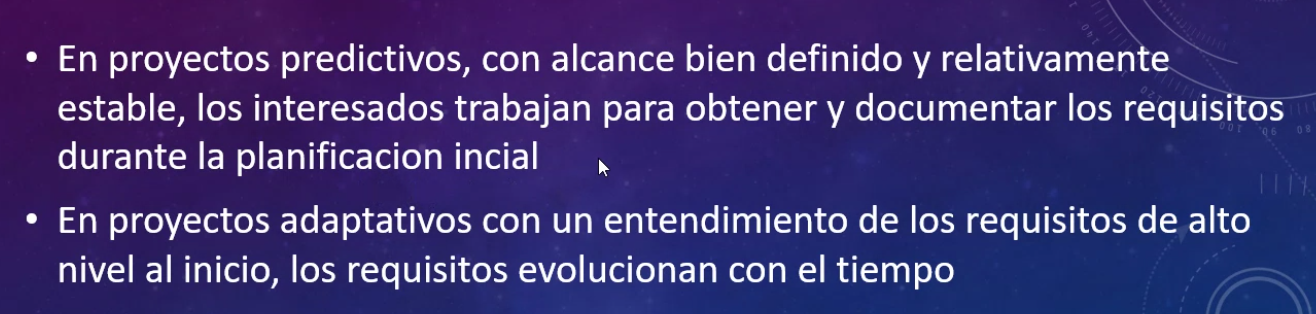 • En proyectos predictivos, con alcance bien definido y relativamente
estable, los interesados trabajan para obtener y documentar los requisitos
durante la planificacion incial
• En proyectos adaptativos con un entendimiento de los requisitos de alto
nivel al inicio, los requisitos evolucionan con el tiempo